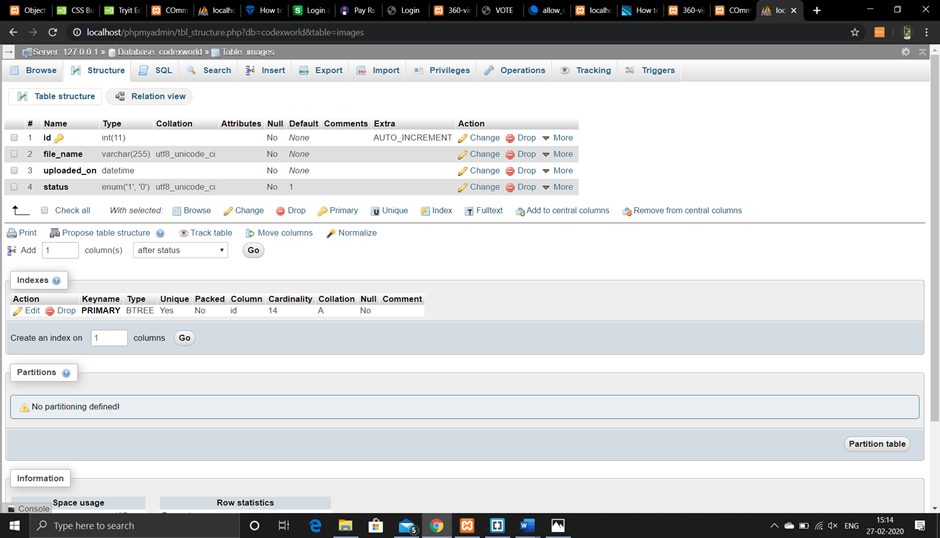 Object
CSS Bu
Tryit Ed
COmm
localho
How to
Login a
Pay Rs.
Login
360-vi
VOTE
allow_u
localho
How to
360-vi
COmm
loc
localhost/phpmyadmin/tbl_structure.php?db=codexworld&table=images
Server: 127.0.0.1 » Database: codexworld » Table: images
Browse Structure SQL Search Insert Export Import Privileges Operations Tracking Triggers
Table structure Relation view
# Name Type Collation Attributes Null Default Comments Extra Action
1 id int(11) No None AUTO_INCREMENT Change Drop More
2 file_name varchar(255) utf8_unicode_ci No None Change Drop More
3 uploaded_on datetime No None Change Drop More
4 status enum('1', '0') utf8_unicode_ci No 1 Change Drop More
Check all With selected: Browse Change Drop Primary Unique Index Fulltext Add to central columns Remove from central columns
Print Propose table structure Track table Move columns Normalize
Add 1 column(s) after status Go
Indexes
Action Keyname Type Unique Packed Column Cardinality Collation Null Comment
Edit Drop PRIMARY BTREE Yes No id 14 A No
Create an index on 1 columns Go
Partitions
No partitioning defined!
Partition table
Information
Space usage Row statistics
Console
Type here to search
5
ENG
15:14
27-02-2020